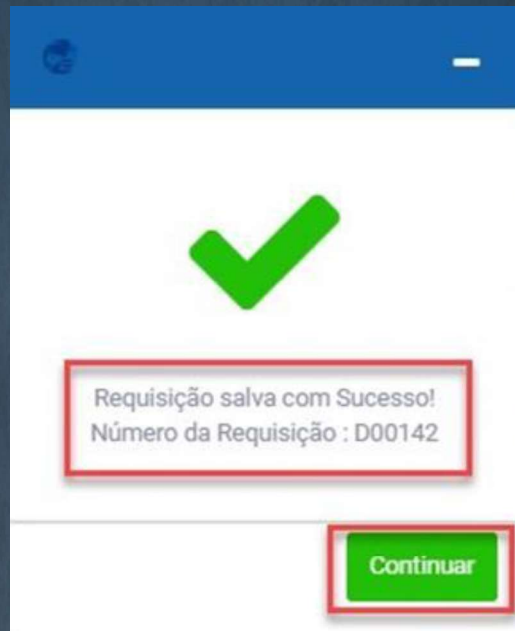 Requisição salva com Sucesso!
Número da Requisição : D00142
Continuar